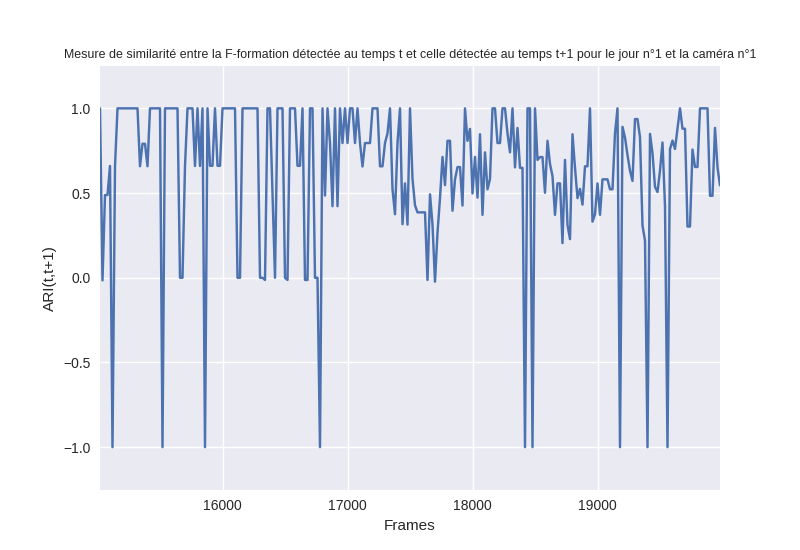 Mesure de similarité entre la F-formation détectée au temps t et celle détectée au temps t+1 pour le jour n°1 et la caméra n°1
1.0
0.5
0.0
−0.5
−1.0
ARI(t,t+1)
16000 17000 18000 19000
Frames